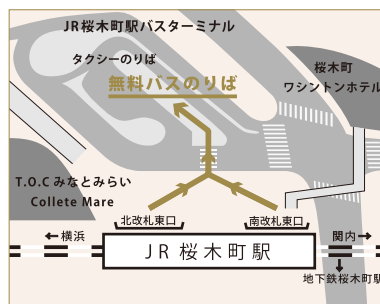 JR桜木町駅バスターミナル
タクシーのりば
無料バスのりば
桜木町
ワシントンホテル
T.O.Cみなとみらい
Collete Mare
北改札東口
南改札東口
←横浜
JR桜木町駅
関内→
地下鉄桜木町駅